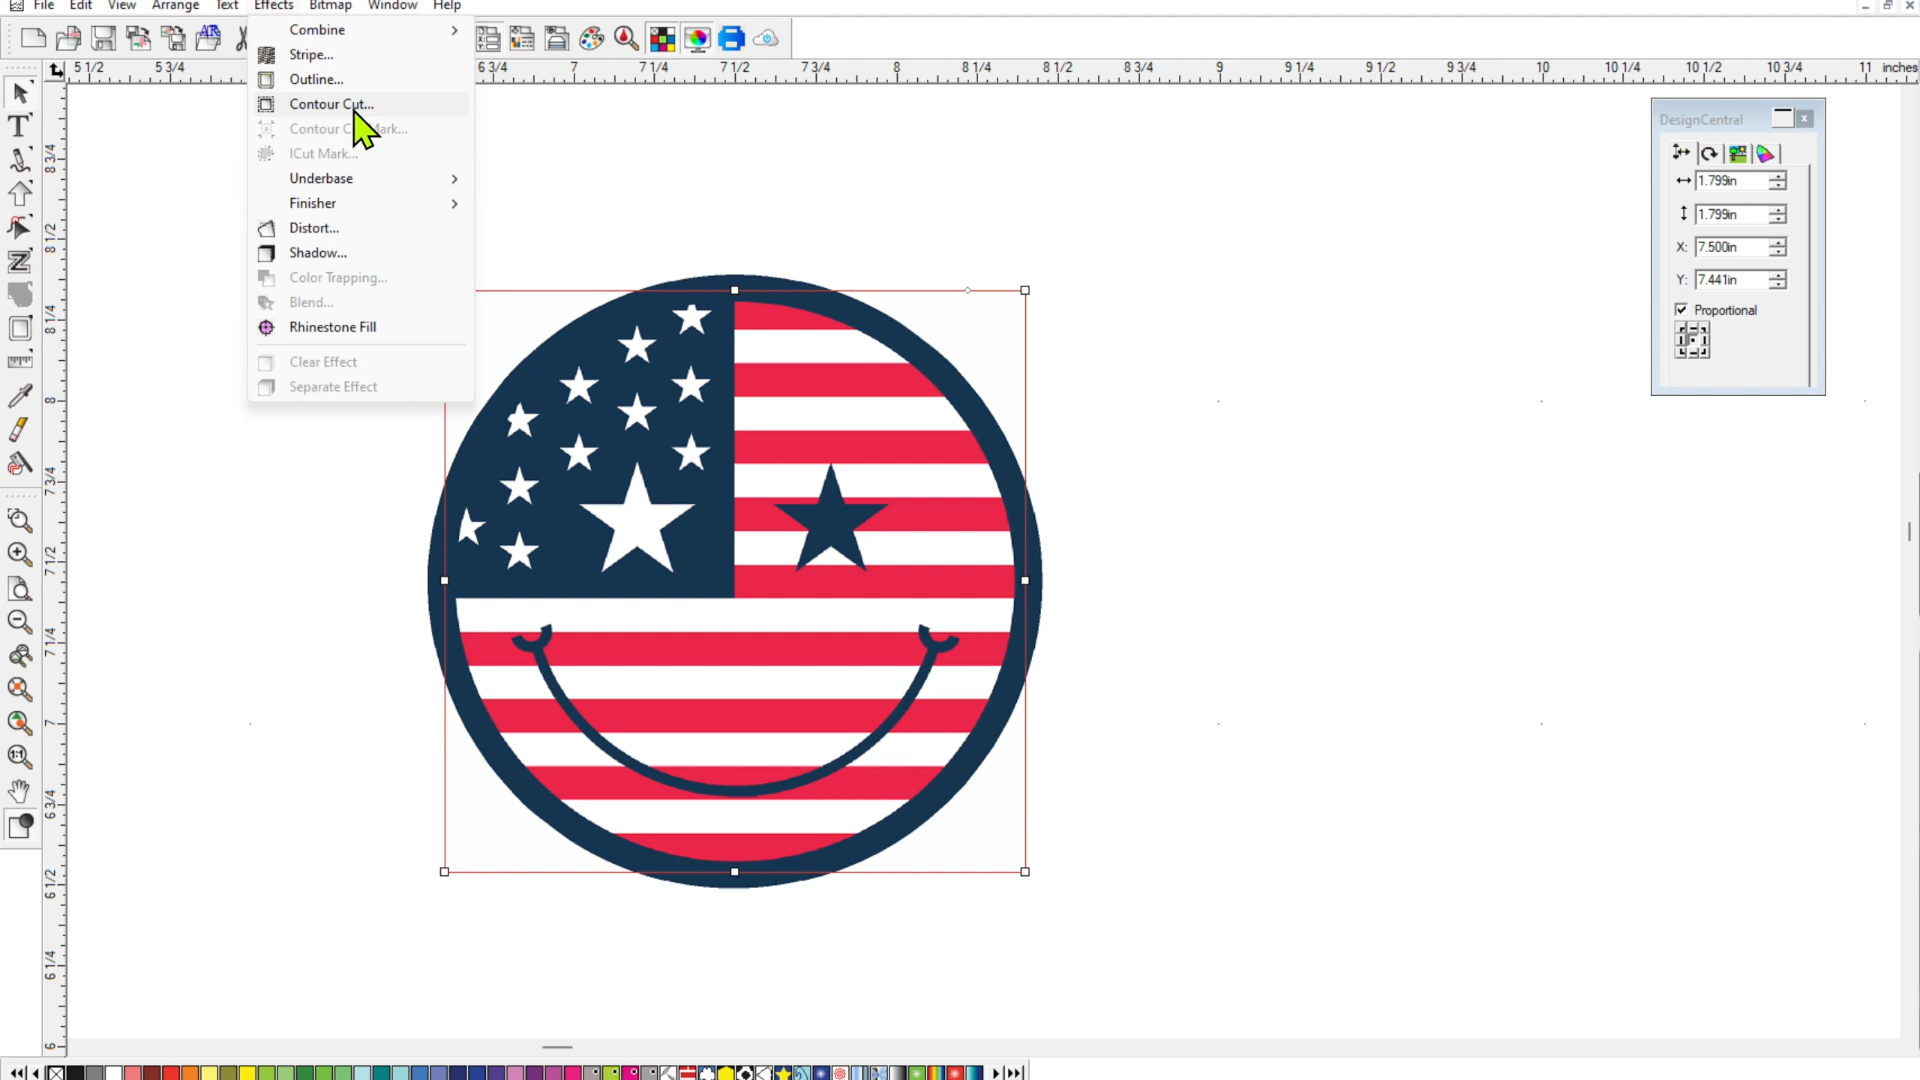 File Edit View Arrange Text Effects Bitmap Window Help
Combine
Stripe...
Outline...
Contour Cut...
Contour C ark...
ICut Mark...
Underbase
Finisher
Distort...
Shadow...
Color Trapping...
Blend...
Rhinestone Fill
Clear Effect
Separate Effect
AB
5 1/2 5 3/4 6 3/4 7 7 1/4 7 1/2 7 3/4 8 8 1/4 8 1/2 8 3/4 9 9 1/4 9 1/2 9 3/4 10 10 1/4 10 1/2 10 3/4 11 inches
8 3/4
8 1/2
8 1/4
8
7 3/4
7 1/2
7 1/4
7
6 3/4
6 1/2
6 1/4
6
T
1:1
DesignCentral
1.799in
1.799in
X: 7.500in
Y: 7.441in
Proportional